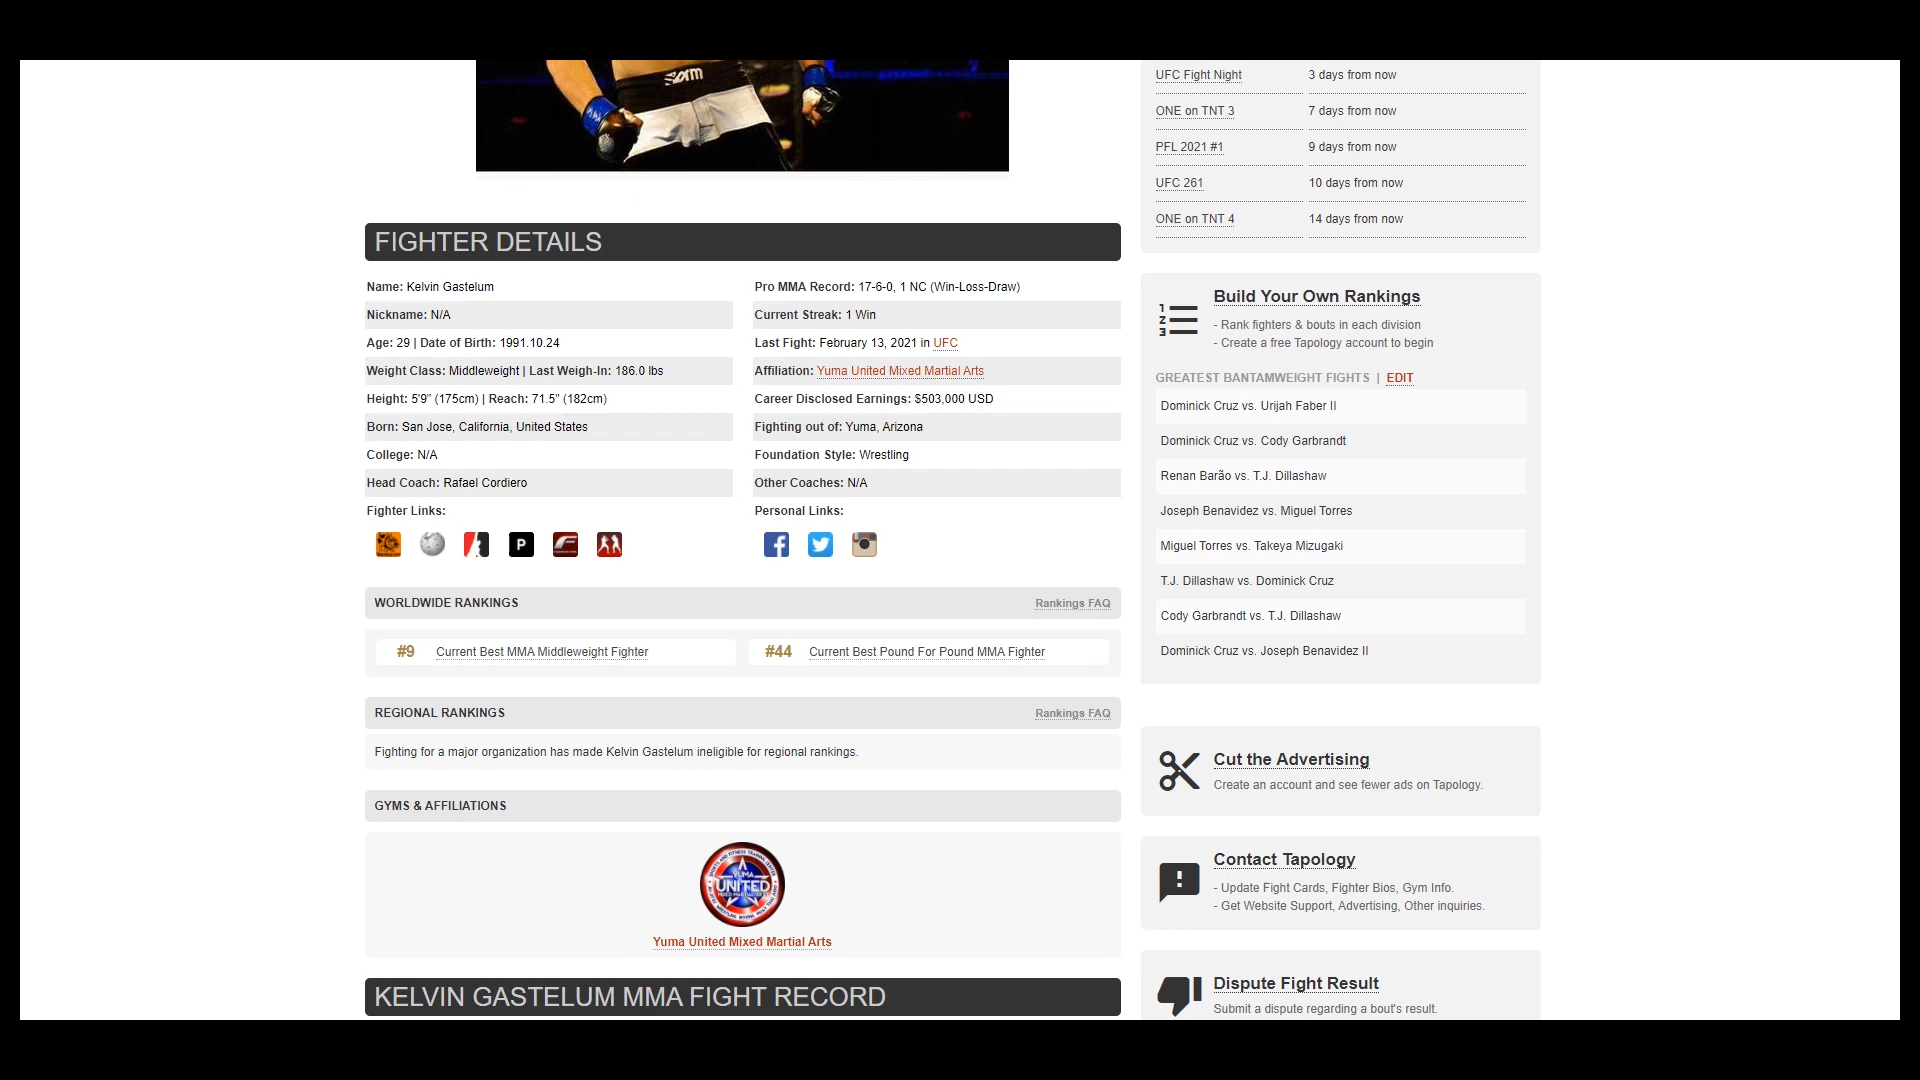 UFC Fight Night 3 days from now
ONE on TNT 3 7 days from now
PFL 2021 #1 9 days from now
UFC 261 10 days from now
ONE on TNT 4 14 days from now
FIGHTER DETAILS
Name: Kelvin Gastelum
Nickname: N/A
Age: 29 | Date of Birth: 1991.10.24
Weight Class: Middleweight | Last Weigh-In: 186.0 lbs
Height: 5'9" (175cm) | Reach: 71.5" (182cm)
Born: San Jose, California, United States
College: N/A
Head Coach: Rafael Cordiero
Fighter Links:
P
Pro MMA Record: 17-6-0, 1 NC (Win-Loss-Draw)
Current Streak: 1 Win
Last Fight: February 13, 2021 in UFC
Affiliation: Yuma United Mixed Martial Arts
Career Disclosed Earnings: $503,000 USD
Fighting out of: Yuma, Arizona
Foundation Style: Wrestling
Other Coaches: N/A
Personal Links:
WORLDWIDE RANKINGS Rankings FAQ
#9 Current Best MMA Middleweight Fighter
#44 Current Best Pound For Pound MMA Fighter
REGIONAL RANKINGS Rankings FAQ
Fighting for a major organization has made Kelvin Gastelum ineligible for regional rankings.
GYMS & AFFILIATIONS
YUMA
UNITED
Yuma United Mixed Martial Arts
KELVIN GASTELUM MMA FIGHT RECORD
Build Your Own Rankings
- Rank fighters & bouts in each division
- Create a free Tapology account to begin
GREATEST BANTAMWEIGHT FIGHTS | EDIT
Dominick Cruz vs. Urijah Faber II
Dominick Cruz vs. Cody Garbrandt
Renan Barão vs. T.J. Dillashaw
Joseph Benavidez vs. Miguel Torres
Miguel Torres vs. Takeya Mizugaki
T.J. Dillashaw vs. Dominick Cruz
Cody Garbrandt vs. T.J. Dillashaw
Dominick Cruz vs. Joseph Benavidez II
Cut the Advertising
Create an account and see fewer ads on Tapology.
Contact Tapology
- Update Fight Cards, Fighter Bios, Gym Info.
- Get Website Support, Advertising, Other inquiries.
Dispute Fight Result
Submit a dispute regarding a bout's result.